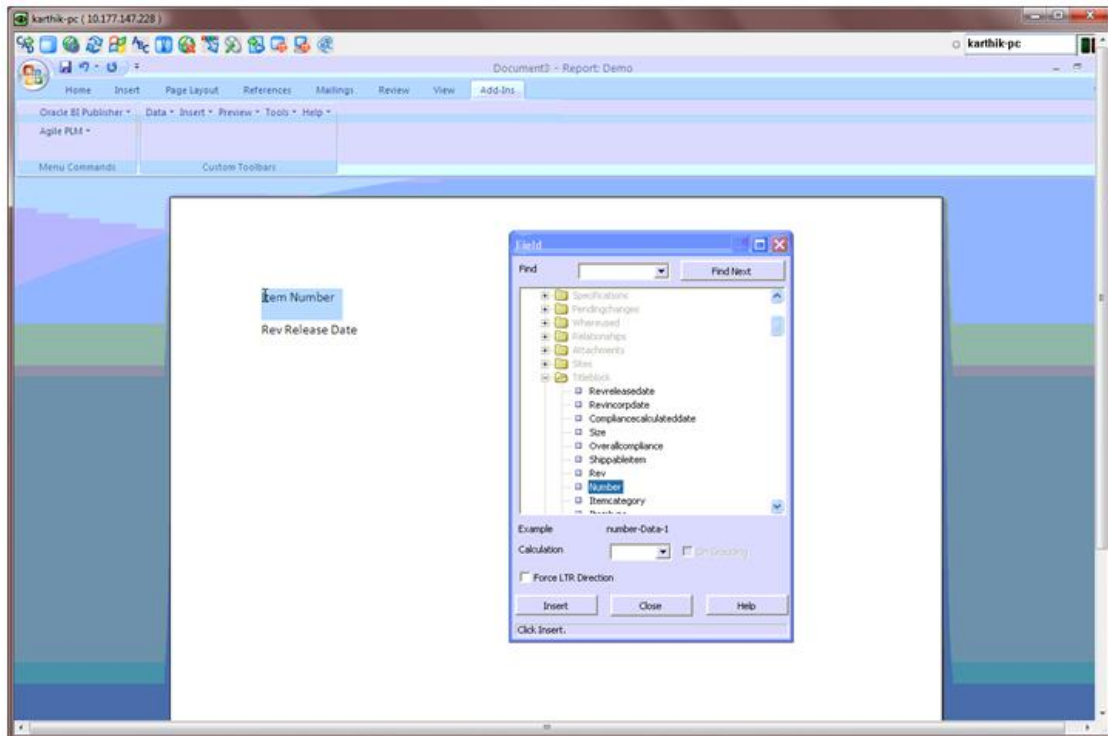 karthik-pc ( 10.177.147.228 )
karthik-pc
Document3 - Report: Demo
Home Insert Page Layout References Mailings Review View Add-Ins
Oracle BI Publisher Data Insert Preview Tools Help
Agile PLM
Menu Commands Custom Toolbars
Item Number
Rev Release Date
Field
Find Find Next
Specifications
Pendingchanges
Whereused
Relationships
Attachments
Sites
Titleblock
Revreleasedate
Revincorpdate
Compliancecalculateddate
Size
Overallcompliance
Shippableitem
Rev
Number
Itemcategory
Example number-Data-1
Calculation On Grouping
Force LTR Direction
Insert Close Help
Click Insert.